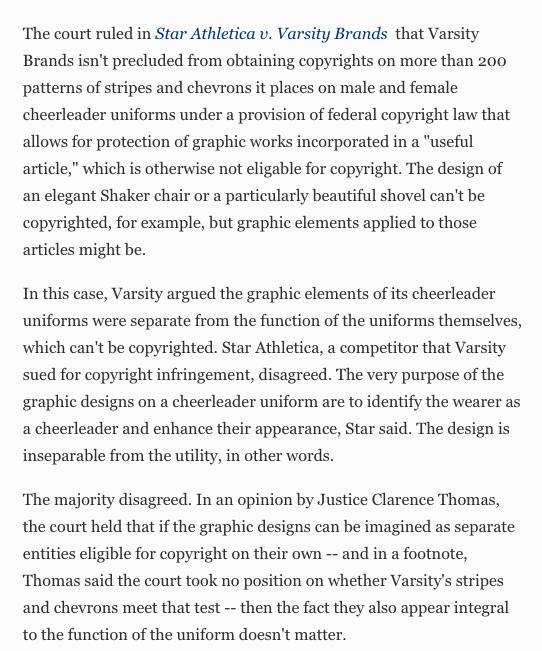 The court ruled in Star Athletica v. Varsity Brands that Varsity
Brands isn't precluded from obtaining copyrights on more than 200
patterns of stripes and chevrons it places on male and female
cheerleader uniforms under a provision of federal copyright law that
allows for protection of graphic works incorporated in a "useful
article," which is otherwise not eligable for copyright. The design of
an elegant Shaker chair or a particularly beautiful shovel can't be
copyrighted, for example, but graphic elements applied to those
articles might be.
In this case, Varsity argued the graphic elements of its cheerleader
uniforms were separate from the function of the uniforms themselves,
which can't be copyrighted. Star Athletica, a competitor that Varsity
sued for copyright infringement, disagreed. The very purpose of the
graphic designs on a cheerleader uniform are to identify the wearer as
a cheerleader and enhance their appearance, Star said. The design is
inseparable from the utility, in other words.
The majority disagreed. In an opinion by Justice Clarence Thomas,
the court held that if the graphic designs can be imagined as separate
entities eligible for copyright on their own -- and in a footnote,
Thomas said the court took no position on whether Varsity's stripes
and chevrons meet that test -- then the fact they also appear integral
to the function of the uniform doesn't matter.